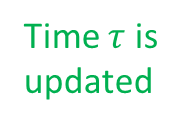 Time 𝜏 is
updated